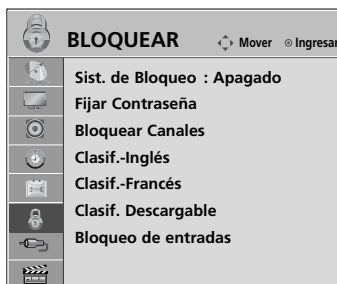 BLOQUEAR Mover Ingresar
Sist. de Bloqueo : Apagado
Fijar Contraseña
Bloquear Canales
Clasif.-Inglés
Clasif.-Francés
Clasif. Descargable
Bloqueo de entradas